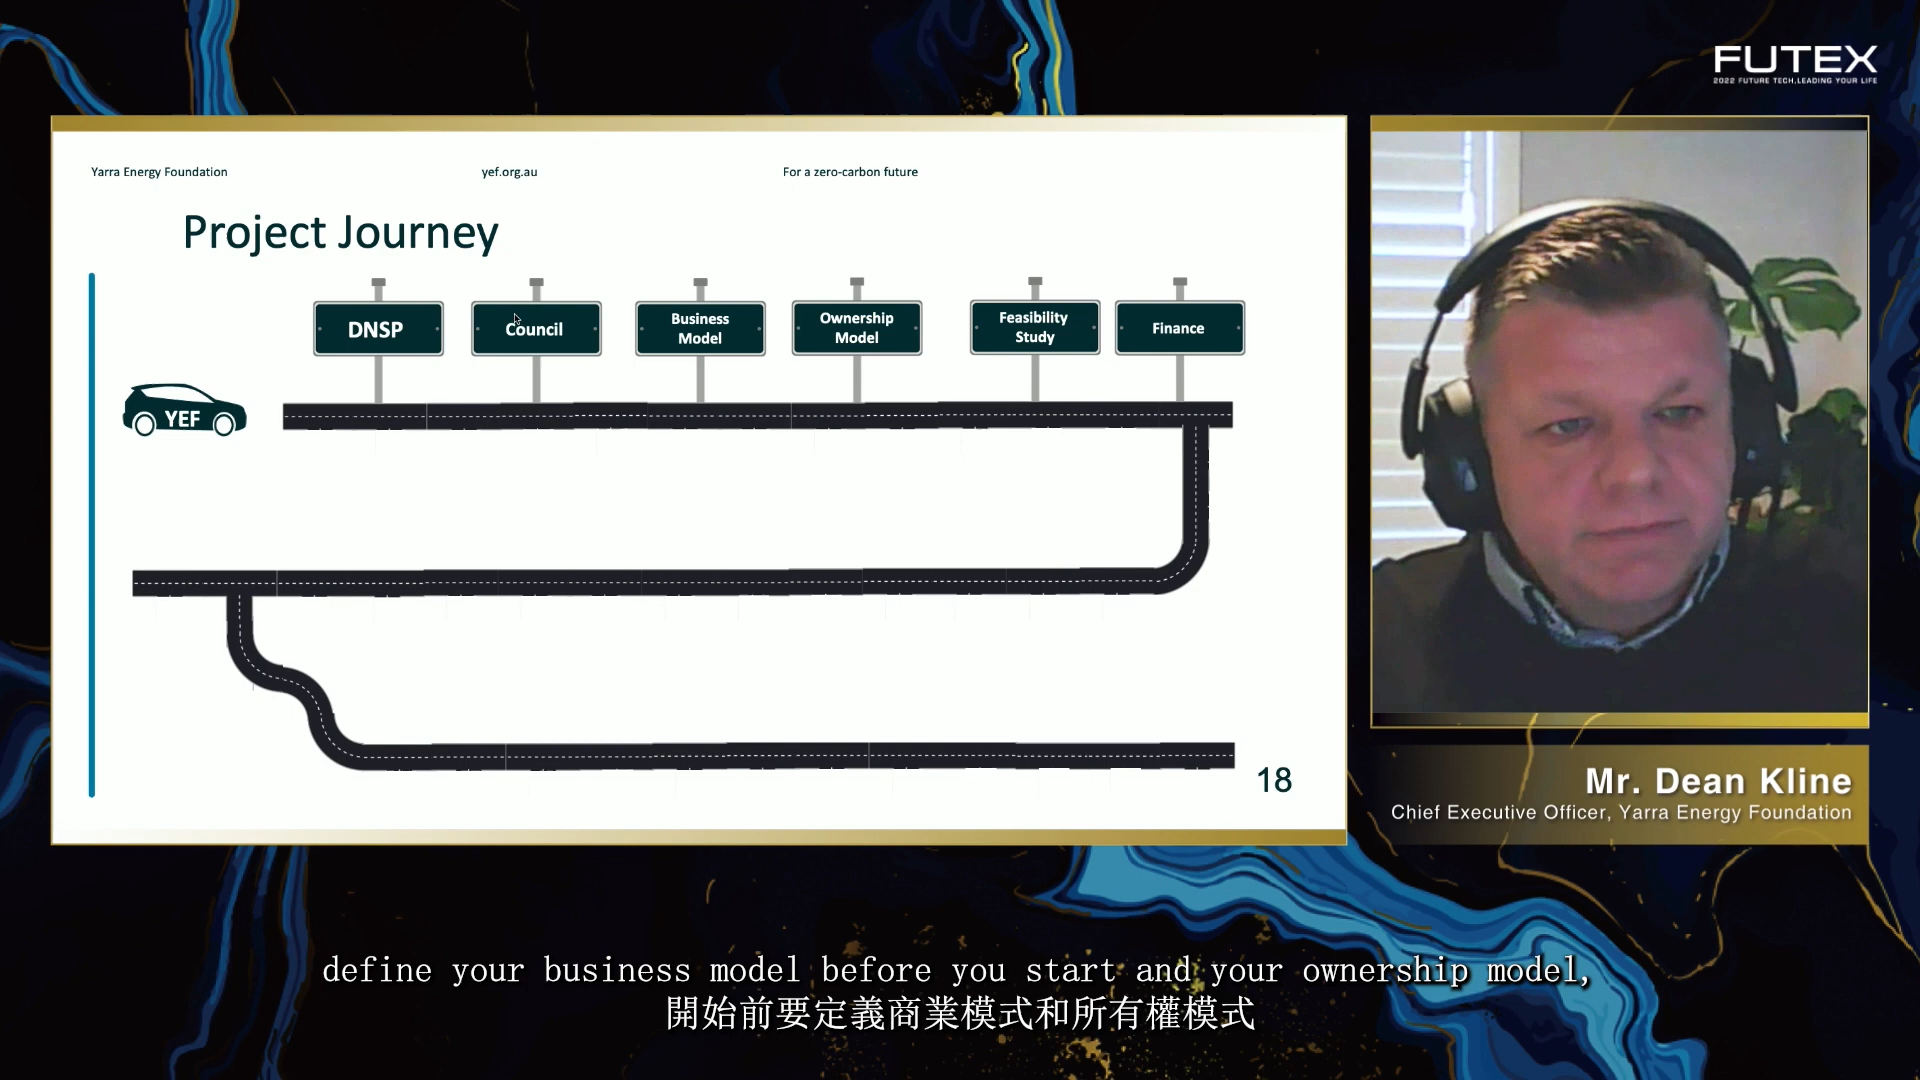 FUTEX
2022 FUTURE TECH,LEADING YOUR LIFE
Yarra Energy Foundation
yef.org.au
For a zero-carbon future
Project Journey
DNSP
Council
Business
Model
Ownership
Model
Feasibility
Study
Finance
YEF
18
Mr. Dean Kline
Chief Executive Officer, Yarra Energy Foundation
define your business model before you start and your ownership model,
開始前要定義商業模式和所有權模式